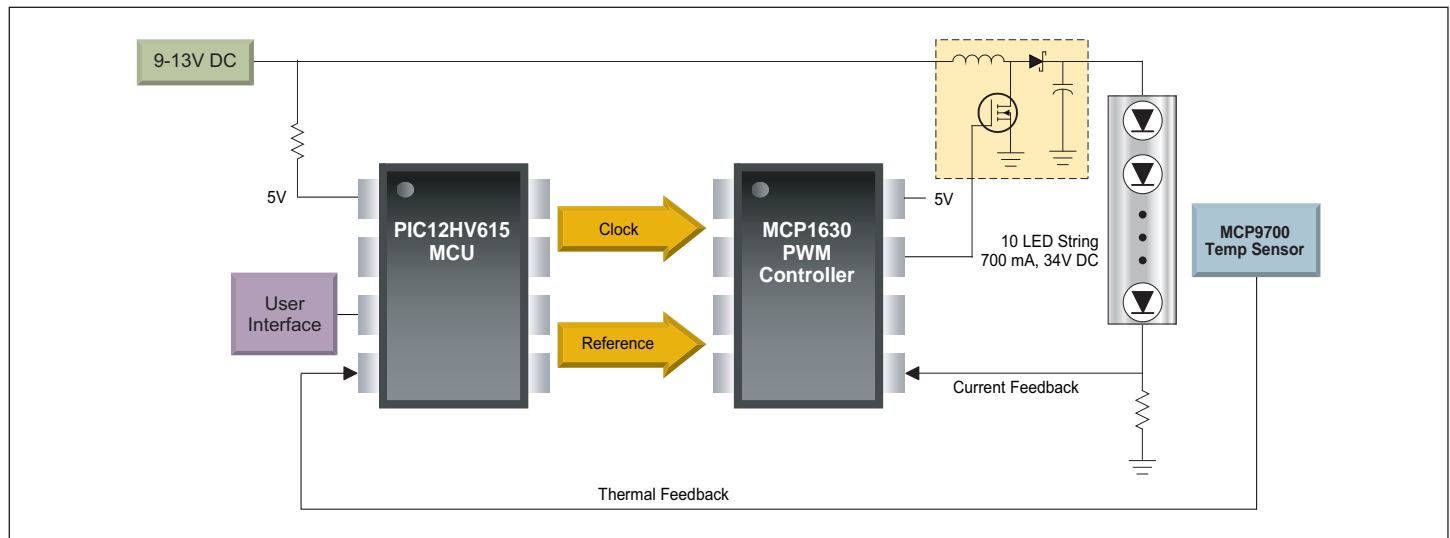 9-13V DC
5V
PIC12HV615
MCU
Clock
MCP1630
PWM
Controller
5V
10 LED String
700 mA, 34V DC
MCP9700
Temp Sensor
User
Interface
Reference
Current Feedback
Thermal Feedback